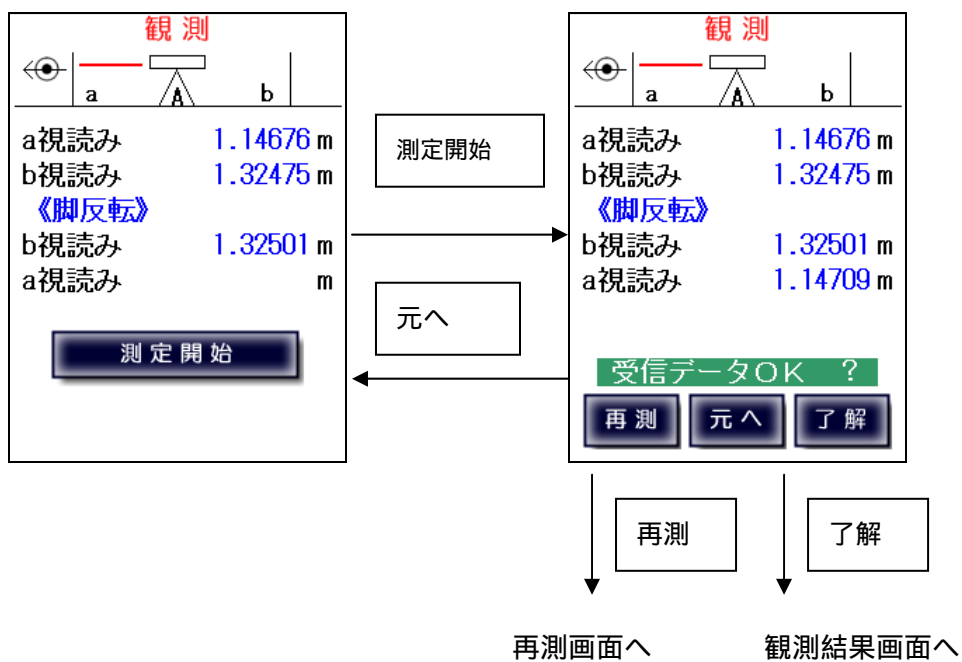 観測
a A b
a視読み 1.14676 m
b視読み 1.32475 m
《脚反転》
b視読み 1.32501 m
a視読み m
測定開始
測定開始
元へ
観測
a A b
a視読み 1.14676 m
b視読み 1.32475 m
《脚反転》
b視読み 1.32501 m
a視読み 1.14709 m
受信データOK ?
再測 元へ 了解
再測
了解
再測画面へ
観測結果画面へ